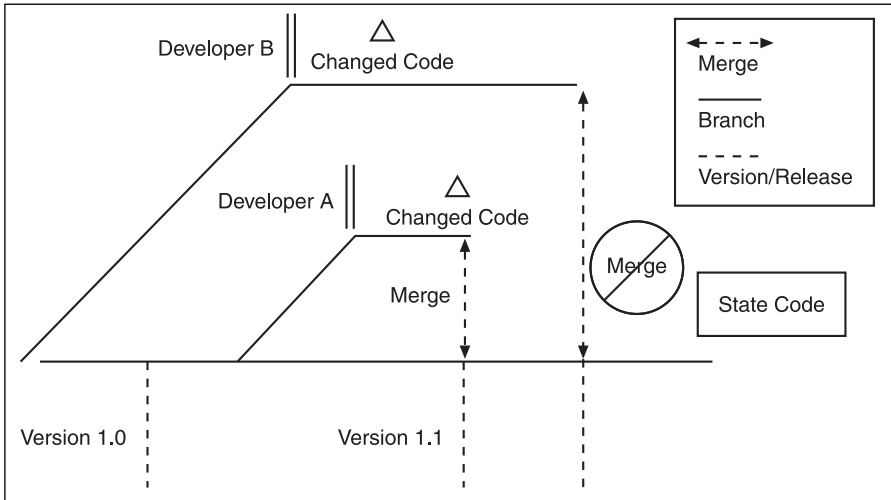 Developer B
Changed Code
Developer A
Changed Code
Merge
Merge
Merge
Branch
Version/Release
State Code
Version 1.0
Version 1.1